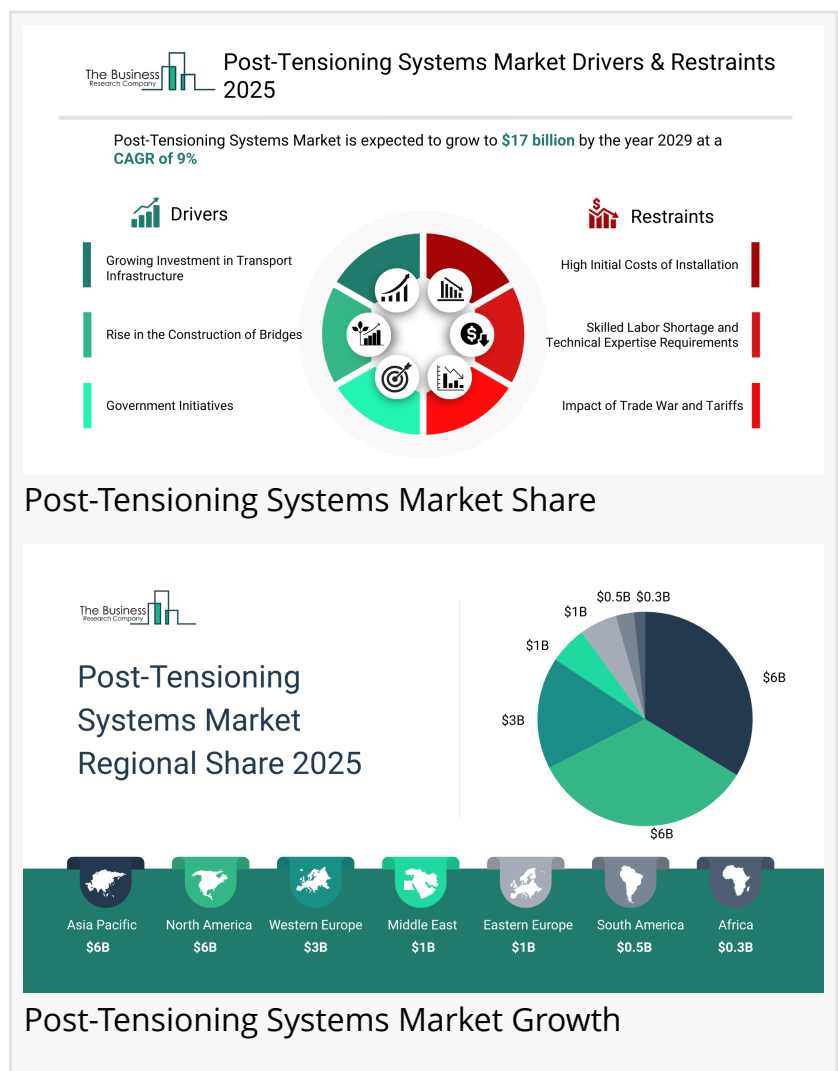 The Business
Research Company
Post-Tensioning Systems Market Drivers & Restraints
2025
Post-Tensioning Systems Market is expected to grow to $17 billion by the year 2029 at a
CAGR of 9%
Drivers
Growing Investment in Transport
Infrastructure
Rise in the Construction of Bridges
Government Initiatives
Restraints
High Initial Costs of Installation
Skilled Labor Shortage and
Technical Expertise Requirements
Impact of Trade War and Tariffs
Post-Tensioning Systems Market Share
The Business
Research Company
Post-Tensioning
Systems Market
Regional Share 2025
$0.5B $0.3B
$1B
$1B
$6B
$3B
$6B
Asia Pacific North America Western Europe Middle East Eastern Europe South America Africa
$6B $6B $3B $1B $1B $0.5B $0.3B
Post-Tensioning Systems Market Growth